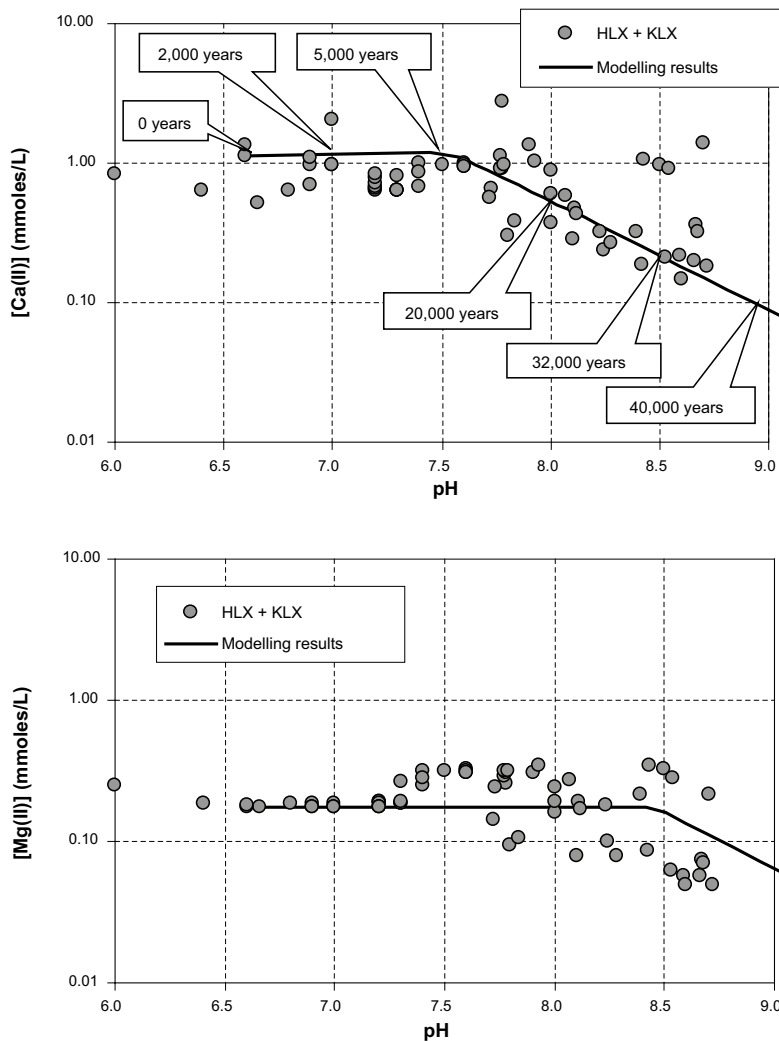 10.00
1.00
0.10
0.01
[Ca(II)] (mmoles/L)
HLX + KLX
Modelling results
0 years
2,000 years
5,000 years
20,000 years
32,000 years
40,000 years
6.0 6.5 7.0 7.5 8.0 8.5 9.0
pH
10.00
1.00
0.10
0.01
[Mg(II)] (mmoles/L)
HLX + KLX
Modelling results
6.0 6.5 7.0 7.5 8.0 8.5 9.0
pH